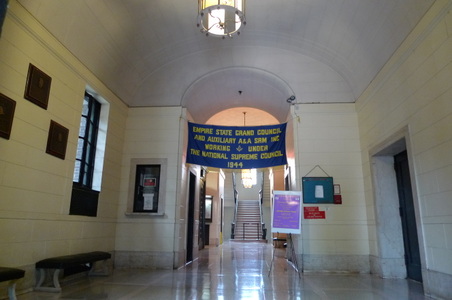 EMPIRE STATE GRAND COUNCIL
AND AUXILIARY A&A SRM INC
WORKING UNDER
THE NATIONAL SUPREME COUNCIL
1944